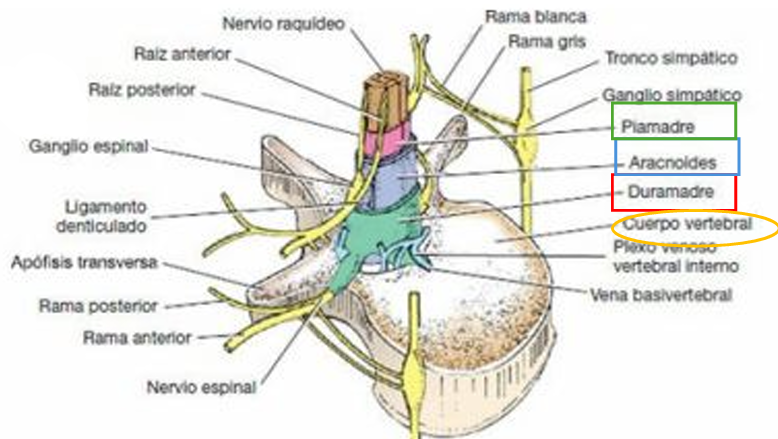 Nervio raquídeo
Raíz anterior
Raíz posterior
Ganglio espinal
Ligamento
denticulado
Apófisis transversa
Rama posterior
Rama anterior
Nervio espinal
Rama blanca
Rama gris
Tronco simpático
Ganglio simpático
Piamadre
Aracnoides
Duramadre
Cuerpo vertebral
Plexo venoso
vertebral interno
Vena basivertebral